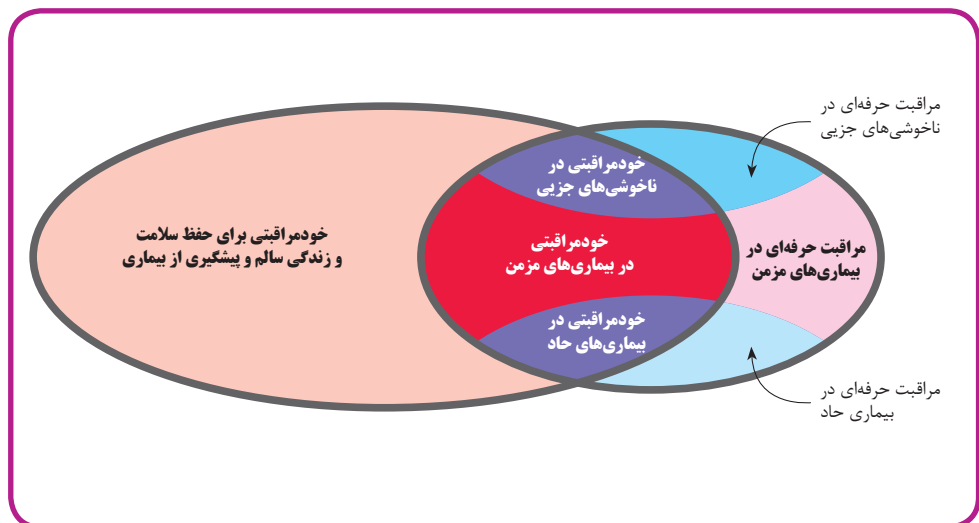 مراقبت حرفه‌ای در
ناخوشی‌های جزیی
خودمراقبتی در
ناخوشی‌های جزیی
خودمراقبتی برای حفظ سلامت
و زندگی سالم و پیشگیری از بیماری
خودمراقبتی
در بیماری‌های مزمن
مراقبت حرفه‌ای در
بیماری‌های مزمن
خودمراقبتی در
بیماری‌های حاد
مراقبت حرفه‌ای در
بیماری حاد